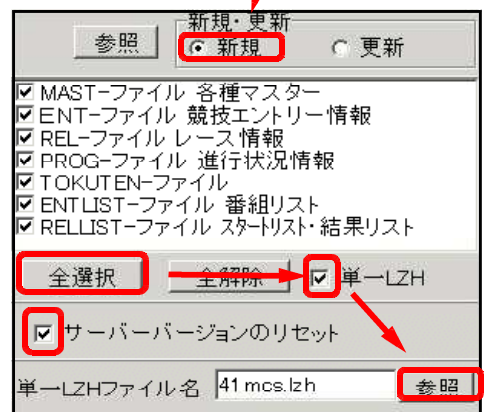 新規・更新
参照 新規 更新
MAST-ファイル 各種マスター
ENT-ファイル 競技エントリー情報
REL-ファイル レース情報
PROG-ファイル 進行状況情報
TOKUTEN-ファイル
ENTLIST-ファイル 番組リスト
RELLIST-ファイル スタートリスト・結果リスト
全選択 全解除 単一LZH
サーバーバージョンのリセット
単一LZHファイル名 41mcs.lzh 参照